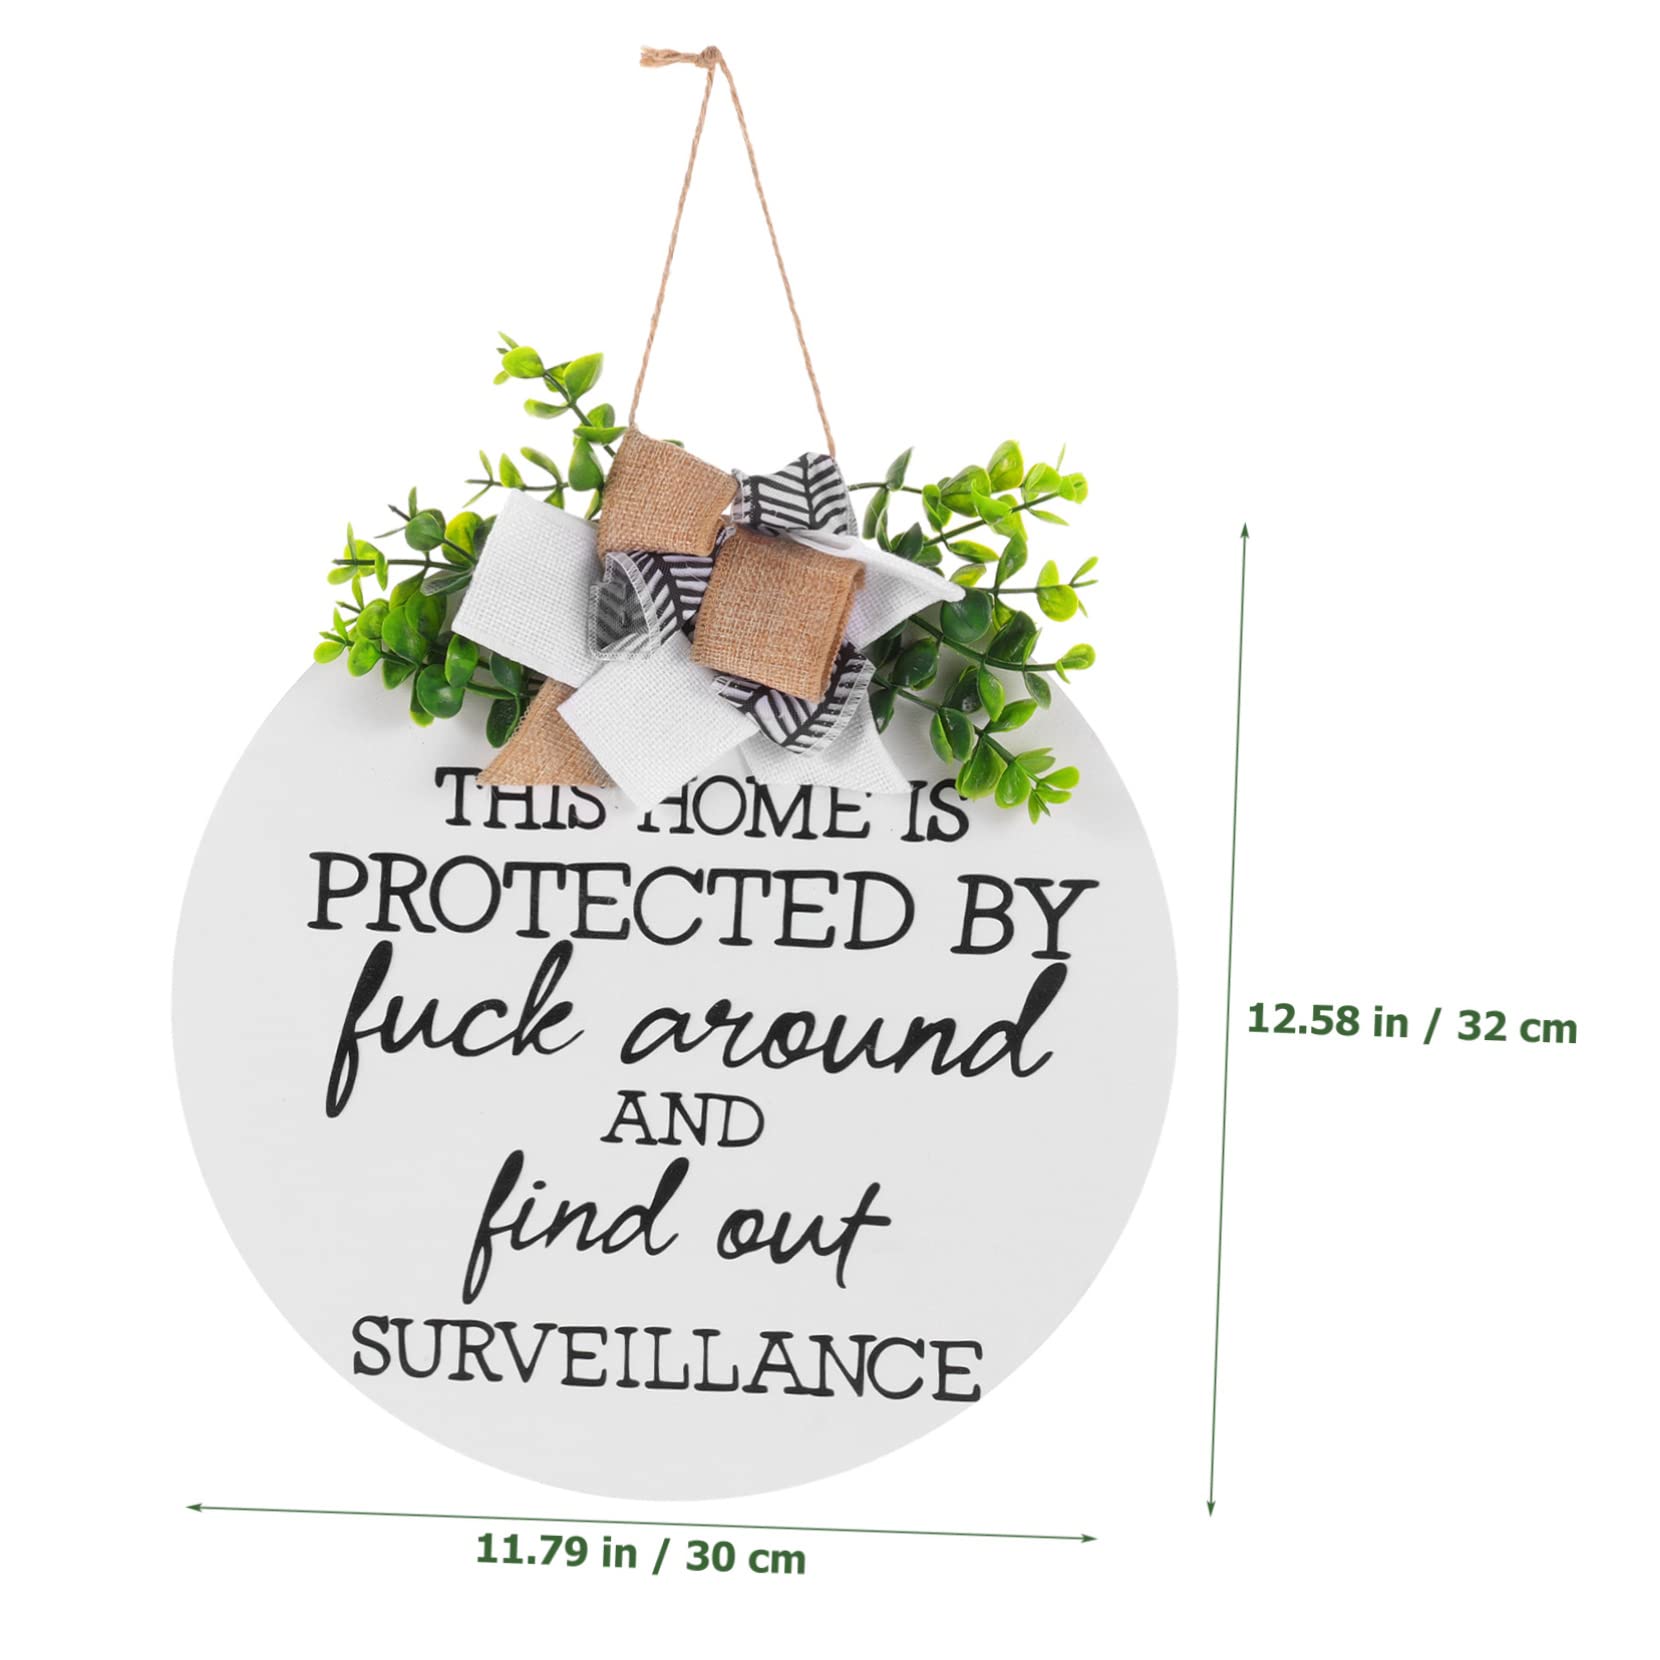 THIS HOME IS
PROTECTED BY
fuck around
AND
find out
SURVEILLANCE
12.58 in / 32 cm
11.79 in / 30 cm